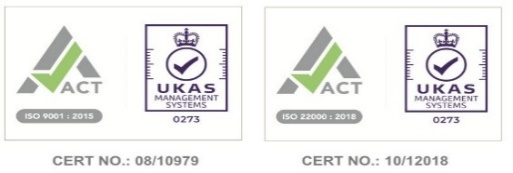 ACT
UKAS
MANAGEMENT
SYSTEMS
ISO 9001 : 2015
0273
CERT NO.: 08/10979
ACT
UKAS
MANAGEMENT
SYSTEMS
ISO 22000 : 2018
0273
CERT NO.: 10/12018